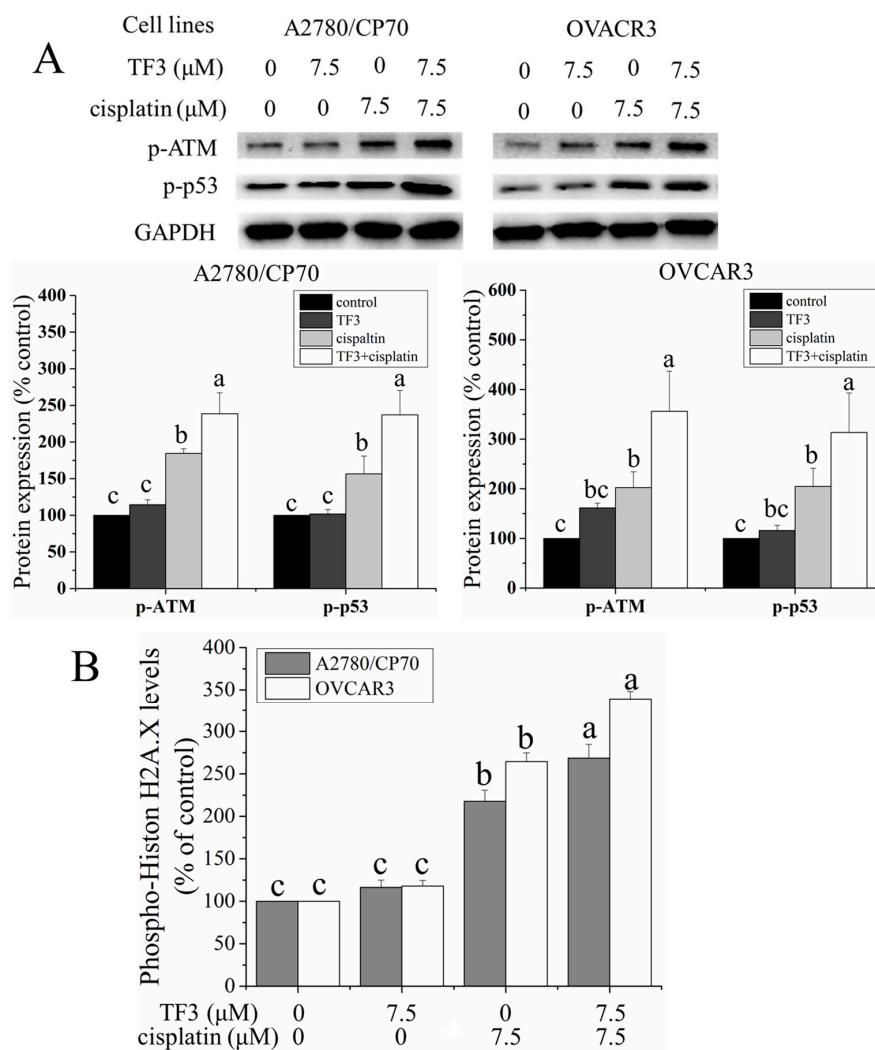 Cell lines A2780/CP70 OVACR3
A
TF3 (μM) 0 7.5 0 7.5 0 7.5 0 7.5
cisplatin (μM) 0 0 7.5 7.5 0 0 7.5 7.5
p-ATM
p-p53
GAPDH
A2780/CP70
Protein expression (% control)
400
350
300
250
200
150
100
50
0
control
TF3
cispaltin
TF3+cisplatin
c c b a c c b a
p-ATM p-p53
OVCAR3
Protein expression (% control)
600
500
400
300
200
100
0
control
TF3
cisplatin
TF3+cisplatin
c bc b a c bc b a
p-ATM p-p53
B
Phospho-Histon H2A.X levels
(% of control)
400
350
300
250
200
150
100
50
0
A2780/CP70
OVCAR3
c c c c b b a a
TF3 (μM) 0 7.5 0 7.5
cisplatin (μM) 0 0 7.5 7.5